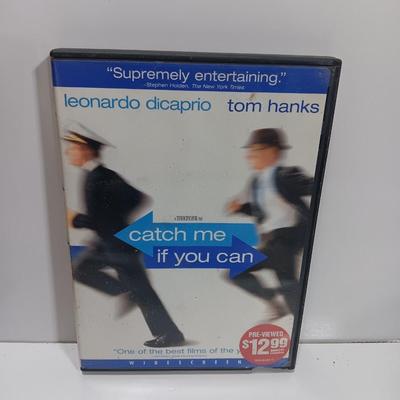 “Supremely entertaining.”
-Stephen Holden, The New York Times
leonardo dicaprio tom hanks
catch me
if you can
PRE-VIEWED
$12.99
“One of the best films of the y
WIDESCREEN